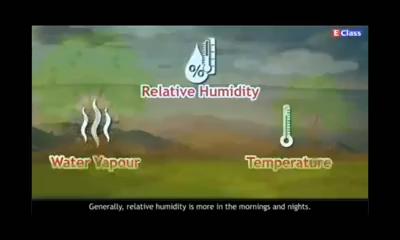 E Class
%
Relative Humidity
Water Vapour
Temperature
Generally, relative humidity is more in the mornings and nights.